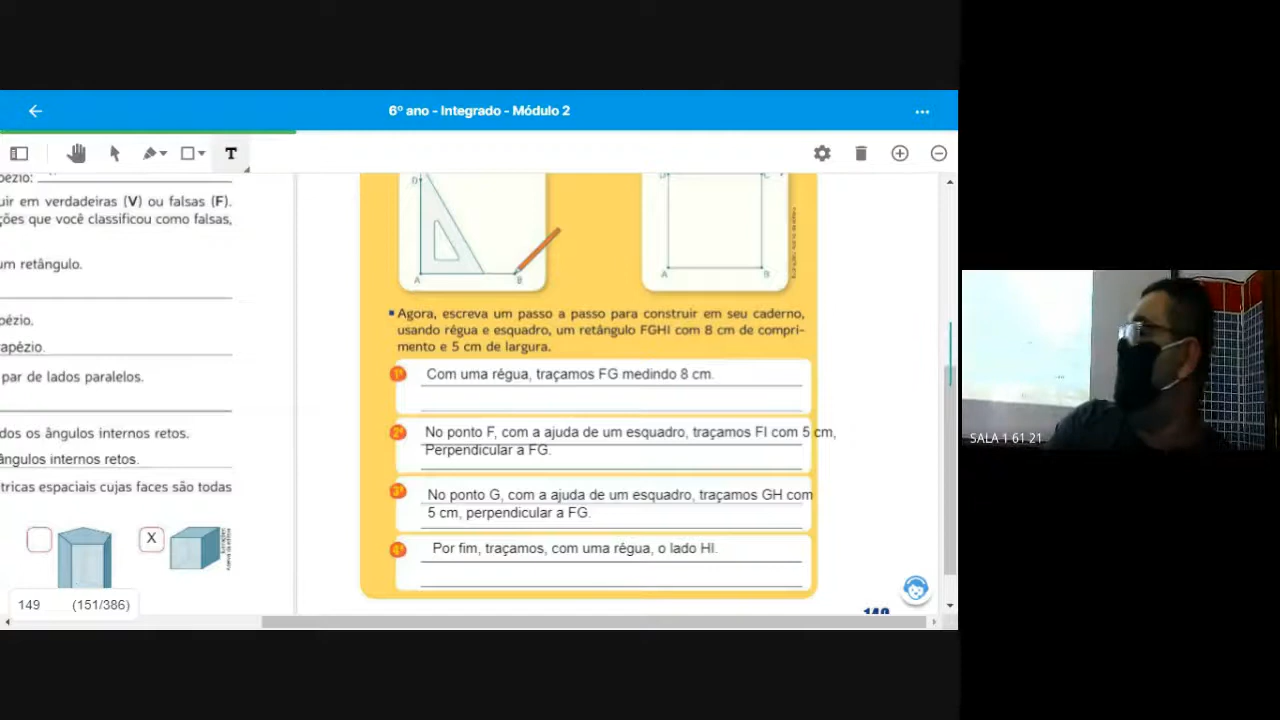 6º ano - Integrado - Módulo 2
T
uir em verdadeiras (V) ou falsas (F).
ções que você classificou como falsas,
um retângulo.
pézio.
apézio.
par de lados paralelos.
dos os ângulos internos retos.
ângulos internos retos.
tricas espaciais cujas faces são todas
X
149 (151/386)
D
A
B
D
C
A
B
Agora, escreva um passo a passo para construir em seu caderno,
usando régua e esquadro, um retângulo FGHI com 8 cm de compri-
mento e 5 cm de largura.
1º
Com uma régua, traçamos FG medindo 8 cm.
2º
No ponto F, com a ajuda de um esquadro, traçamos FI com 5 cm,
Perpendicular a FG.
3º
No ponto G, com a ajuda de um esquadro, traçamos GH com
5 cm, perpendicular a FG.
4º
Por fim, traçamos, com uma régua, o lado HI.
SALA 1 61 21